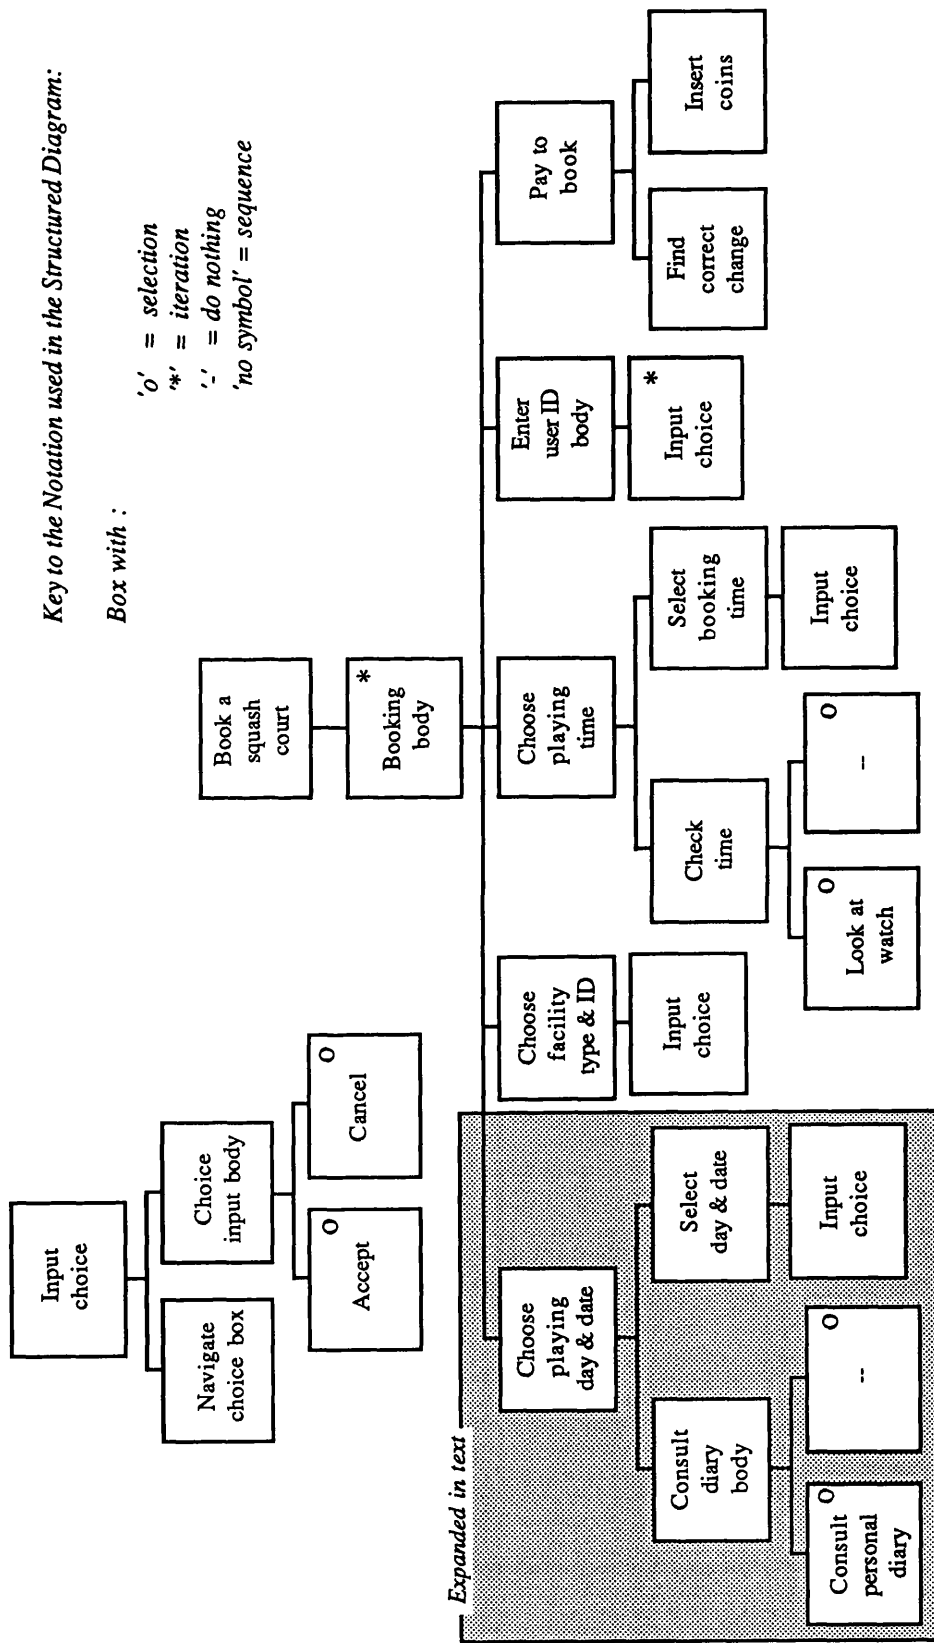 Key to the Notation used in the Structured Diagram:
Box with :
'o' = selection
'*' = iteration
'-' = do nothing
'no symbol' = sequence
Input
choice
Navigate
choice box
Choice
input body
Accept
O
Cancel
O
Book a
squash
court
Booking
body
*
Expanded in text
Choose
playing
day & date
Choose
facility
type & ID
Choose
playing
time
Enter
user ID
body
Pay to
book
Consult
diary
body
Select
day & date
Input
choice
Check
time
Select
booking
time
Input
choice
*
Find
correct
change
Insert
coins
Consult
personal
diary
O
--
O
Input
choice
Look at
watch
O
--
O
Input
choice